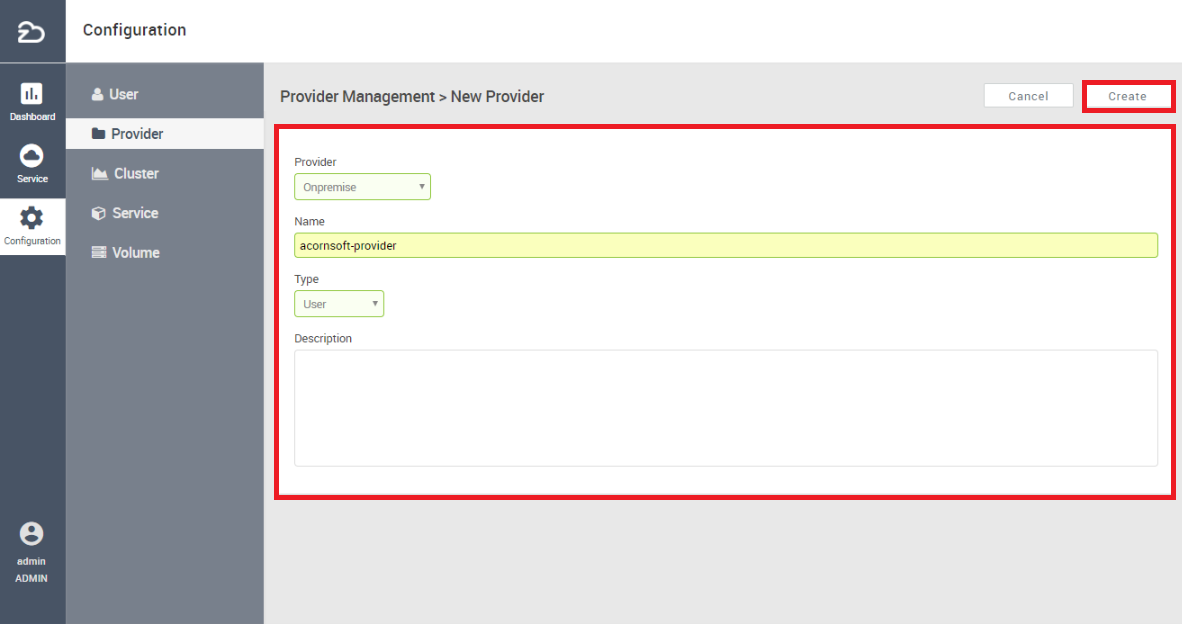 Configuration
Dashboard
Service
Configuration
admin
ADMIN
User
Provider
Cluster
Service
Volume
Provider Management > New Provider
Cancel
Create
Provider
Onpremise
Name
acornsoft-provider
Type
User
Description